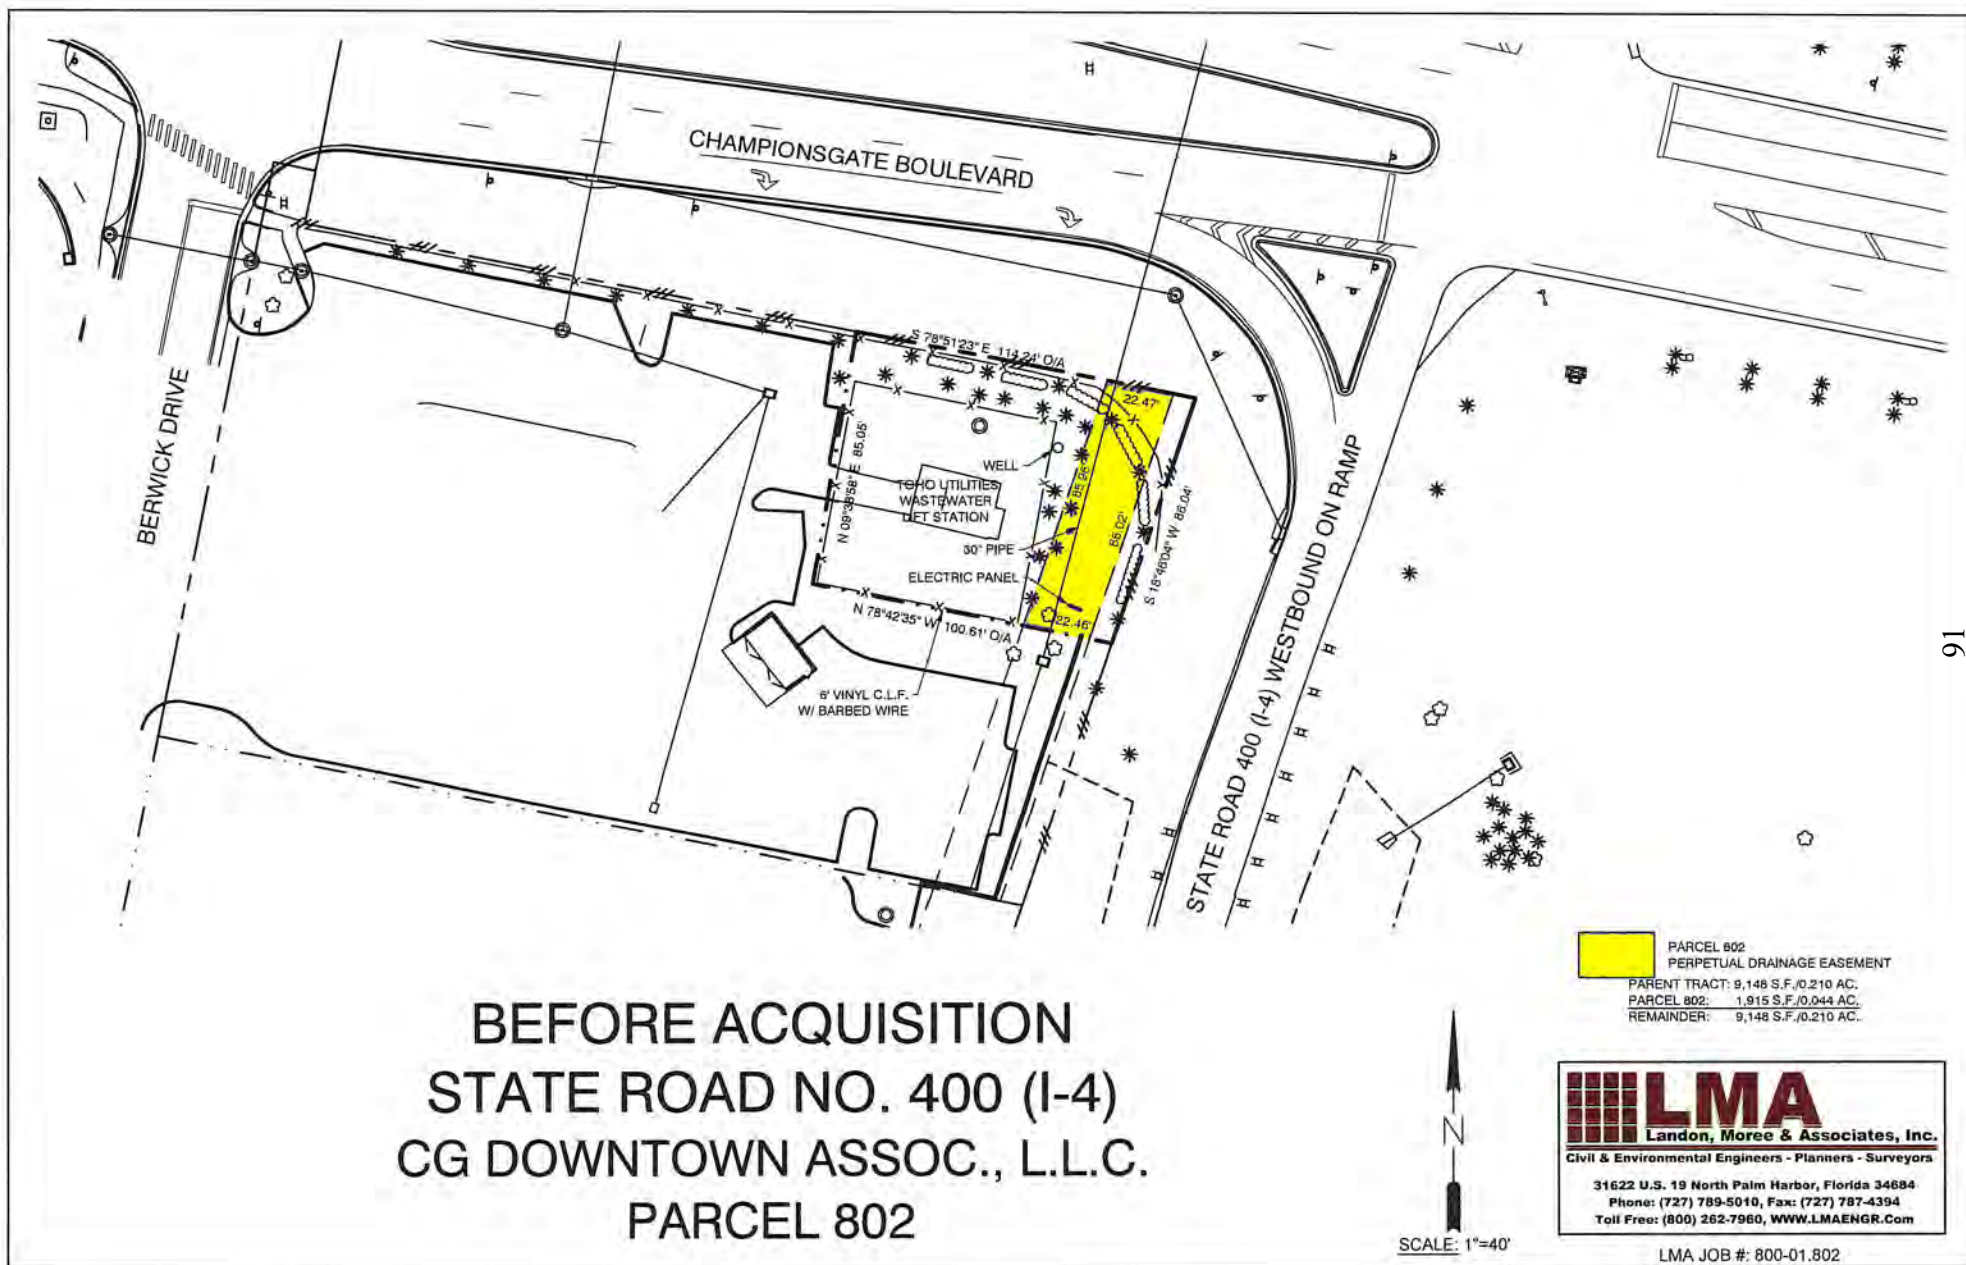 CHAMPIONSGATE BOULEVARD
BERWICK DRIVE
STATE ROAD 400 (I-4) WESTBOUND ON RAMP
S 78°51'23" E 114.24' O/A
22.47'
N 09°38'58" E 85.05'
WELL
TOHO UTILITIES
WASTEWATER
LIFT STATION
85.96'
86.02'
S 18°46'04" W 86.04'
30" PIPE
ELECTRIC PANEL
22.46'
N 78°42'35" W 100.61' O/A
6' VINYL C.L.F.
W/ BARBED WIRE
91
PARCEL 802
PERPETUAL DRAINAGE EASEMENT
PARENT TRACT: 9,148 S.F./0.210 AC.
PARCEL 802: 1,915 S.F./0.044 AC.
REMAINDER: 9,148 S.F./0.210 AC.
BEFORE ACQUISITION
STATE ROAD NO. 400 (I-4)
CG DOWNTOWN ASSOC., L.L.C.
PARCEL 802
N
SCALE: 1"=40'
LMA
Landon, Moree & Associates, Inc.
Civil & Environmental Engineers - Planners - Surveyors
31622 U.S. 19 North Palm Harbor, Florida 34684
Phone: (727) 789-5010, Fax: (727) 787-4394
Toll Free: (800) 262-7960, WWW.LMAENGR.Com
LMA JOB #: 800-01.802